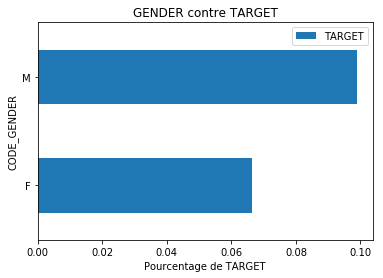 GENDER contre TARGET
TARGET
CODE_GENDER
M
F
0.00 0.02 0.04 0.06 0.08 0.10
Pourcentage de TARGET